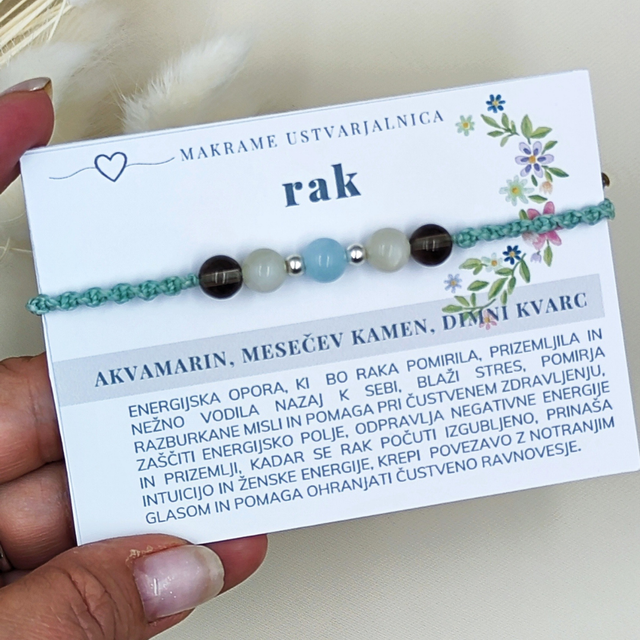 MAKRAME USTVARJALNICA
rak
AKVAMARIN, MESEČEV KAMEN, DIMNI KVARC
ENERGIJSKA OPORA, KI BO RAKA POMIRILA, PRIZEMLJILA IN
NEŽNO VODILA NAZAJ K SEBI, BLAŽI STRES, POMIRJA
RAZBURKANE MISLI IN POMAGA PRI ČUSTVENEM ZDRAVLJENJU,
ZAŠČITI ENERGIJSKO POLJE, ODPRAVLJA NEGATIVNE ENERGIJE
IN PRIZEMLJI, KADAR SE RAK POČUTI IZGUBLJENO, PRINAŠA
INTUICIJO IN ŽENSKE ENERGIJE, KREPI POVEZAVO Z NOTRANJIM
GLASOM IN POMAGA OHRANJATI ČUSTVENO RAVNOVESJE.